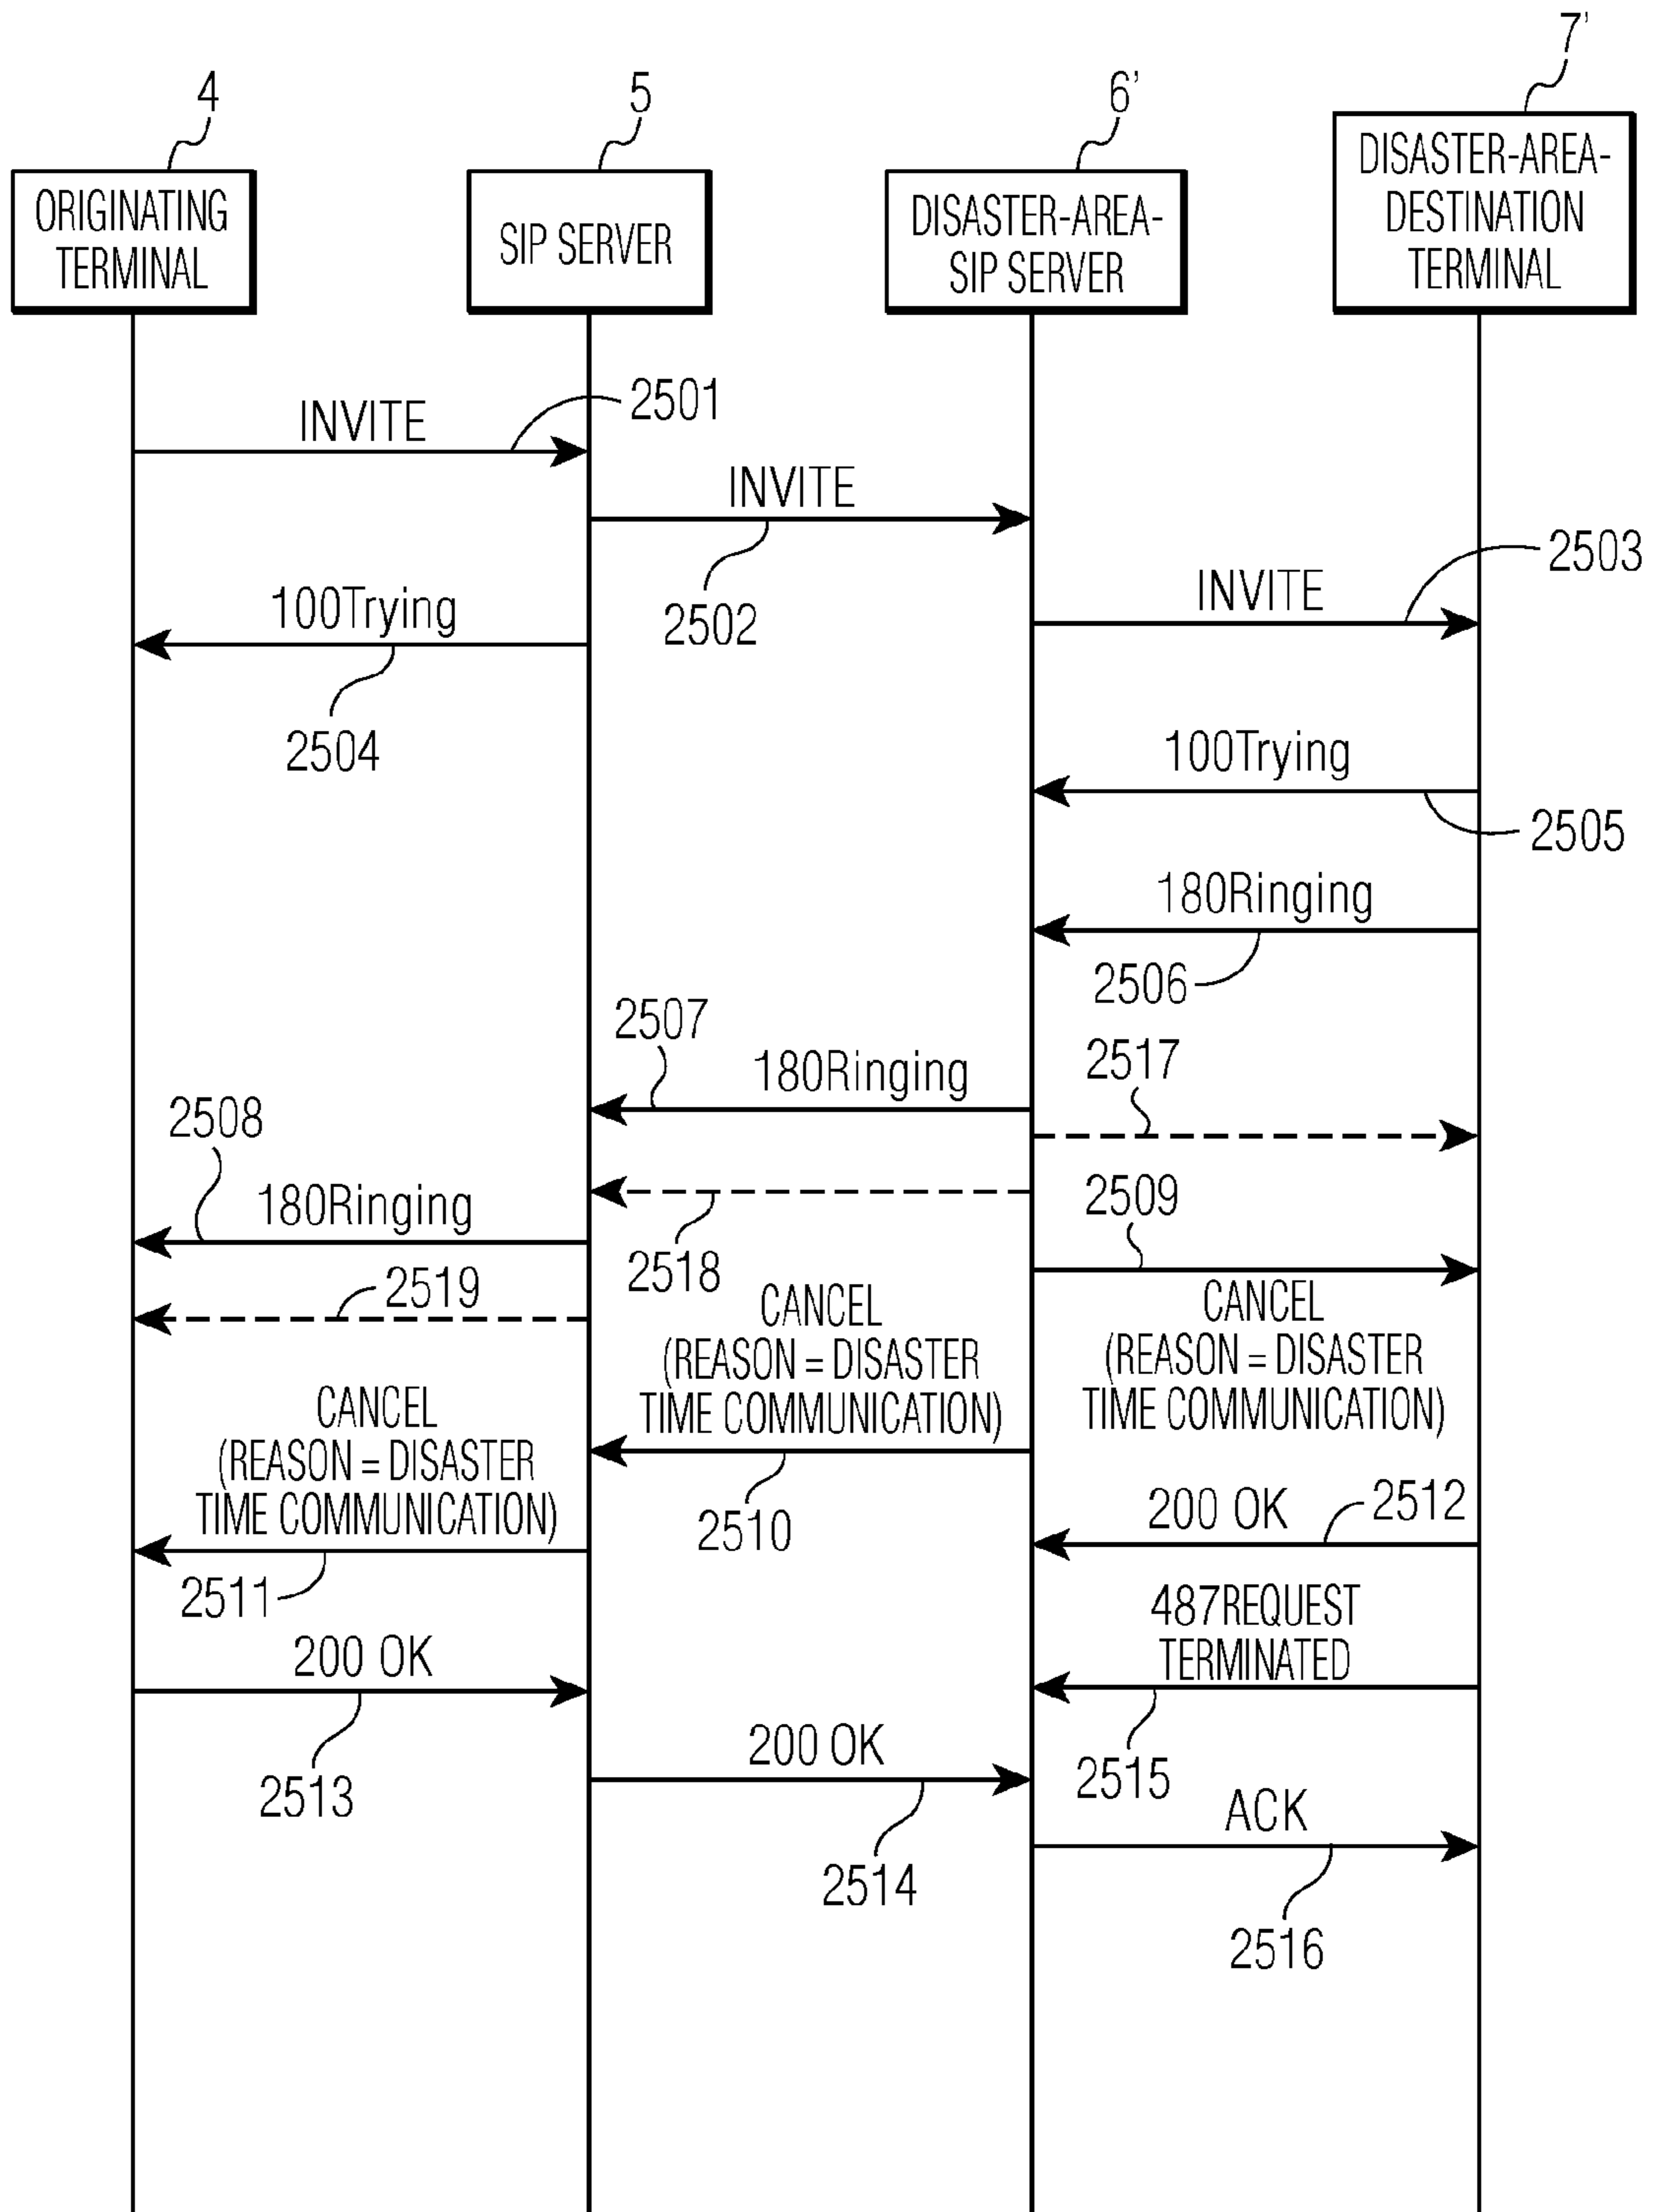 7'
4
5
6'
ORIGINATING
TERMINAL
SIP SERVER
DISASTER-AREA-
SIP SERVER
DISASTER-AREA-
DESTINATION
TERMINAL
INVITE
2501
INVITE
2502
INVITE
2503
100Trying
2504
100Trying
2505
180Ringing
2506
2507
180Ringing
2517
2508
180Ringing
2518
2509
2519
CANCEL
(REASON = DISASTER
TIME COMMUNICATION)
CANCEL
(REASON = DISASTER
TIME COMMUNICATION)
2510
CANCEL
(REASON = DISASTER
TIME COMMUNICATION)
2511
200 OK
2512
487REQUEST
TERMINATED
2515
200 OK
2513
200 OK
2514
ACK
2516